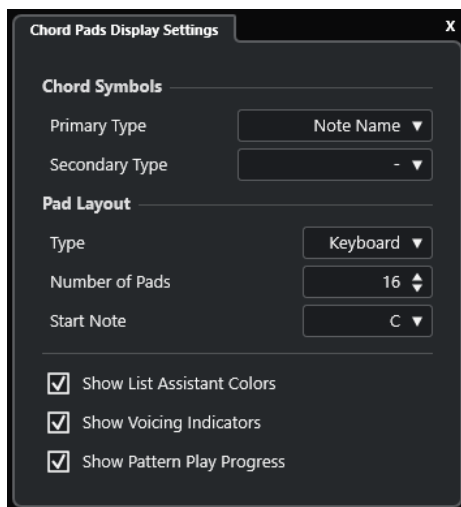 Chord Pads Display Settings X
Chord Symbols
Primary Type Note Name
Secondary Type -
Pad Layout
Type Keyboard
Number of Pads 16
Start Note C
Show List Assistant Colors
Show Voicing Indicators
Show Pattern Play Progress